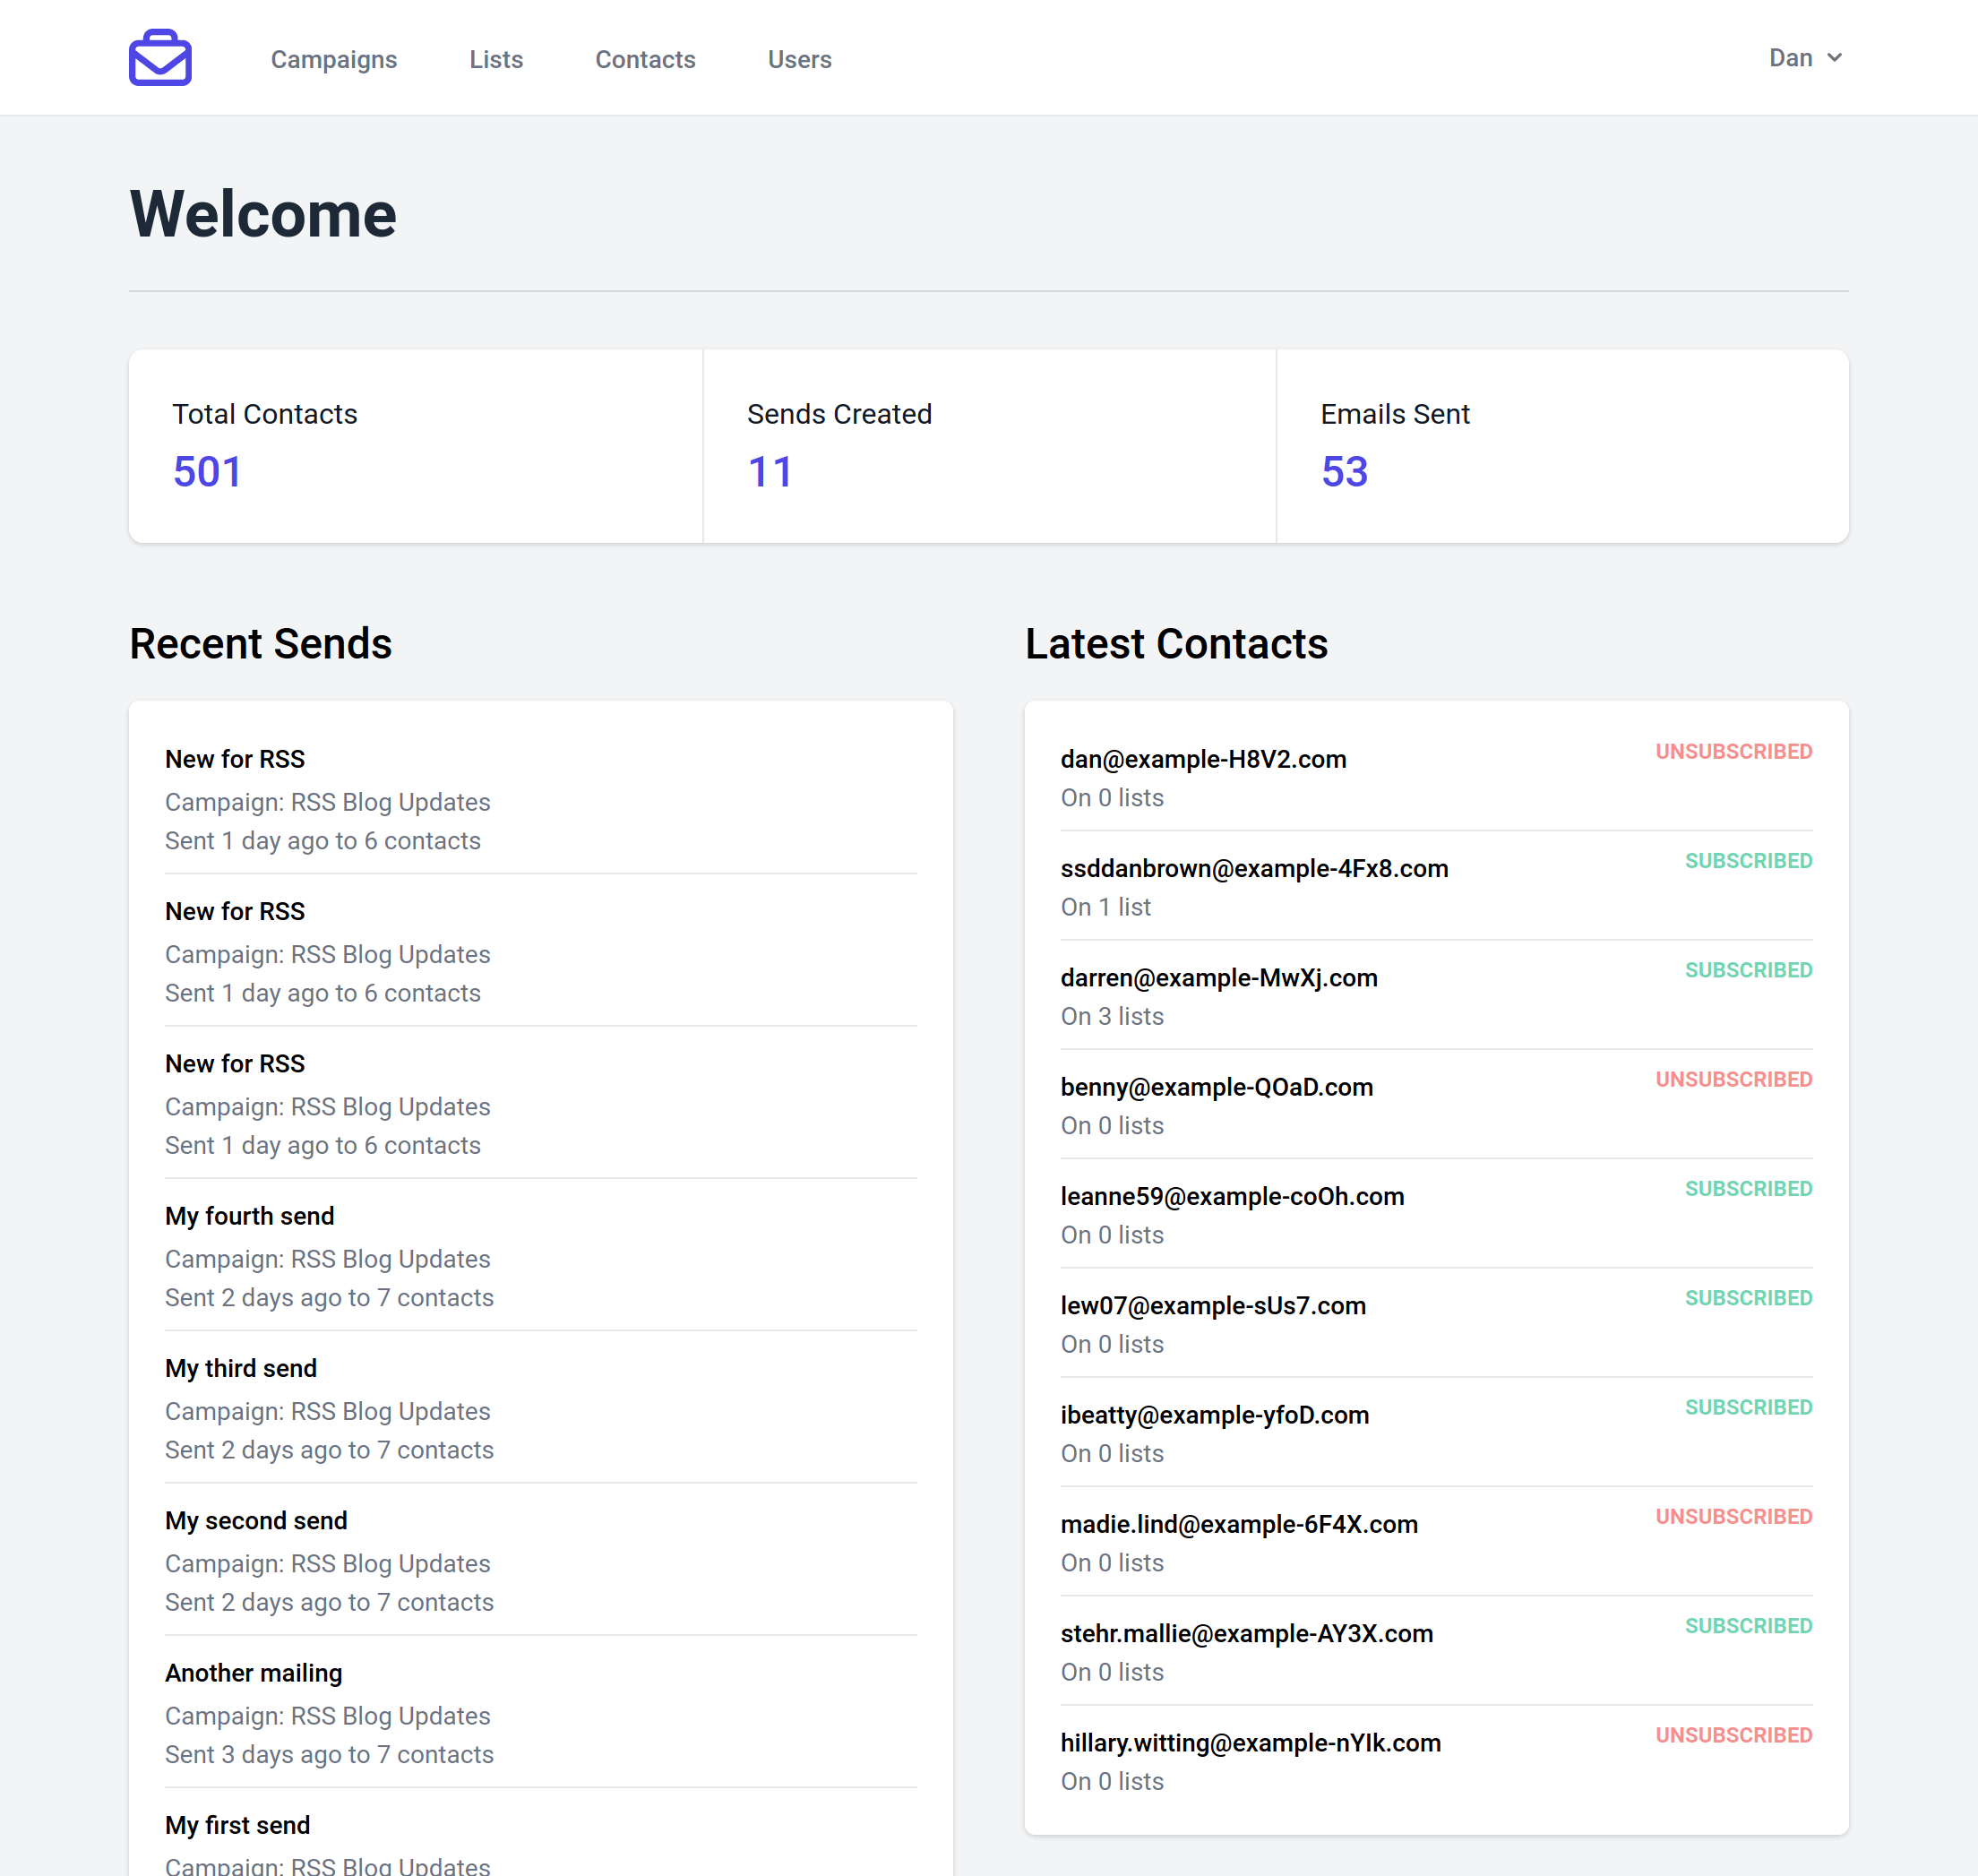 Campaigns Lists Contacts Users Dan
Welcome
Total Contacts
501
Sends Created
11
Emails Sent
53
Recent Sends
New for RSS
Campaign: RSS Blog Updates
Sent 1 day ago to 6 contacts
New for RSS
Campaign: RSS Blog Updates
Sent 1 day ago to 6 contacts
New for RSS
Campaign: RSS Blog Updates
Sent 1 day ago to 6 contacts
My fourth send
Campaign: RSS Blog Updates
Sent 2 days ago to 7 contacts
My third send
Campaign: RSS Blog Updates
Sent 2 days ago to 7 contacts
My second send
Campaign: RSS Blog Updates
Sent 2 days ago to 7 contacts
Another mailing
Campaign: RSS Blog Updates
Sent 3 days ago to 7 contacts
My first send
Campaign: RSS Blog Updates
Latest Contacts
dan@example-H8V2.com UNSUBSCRIBED
On 0 lists
ssddanbrown@example-4Fx8.com SUBSCRIBED
On 1 list
darren@example-MwXj.com SUBSCRIBED
On 3 lists
benny@example-QOaD.com UNSUBSCRIBED
On 0 lists
leanne59@example-coOh.com SUBSCRIBED
On 0 lists
lew07@example-sUs7.com SUBSCRIBED
On 0 lists
ibeatty@example-yfoD.com SUBSCRIBED
On 0 lists
madie.lind@example-6F4X.com UNSUBSCRIBED
On 0 lists
stehr.mallie@example-AY3X.com SUBSCRIBED
On 0 lists
hillary.witting@example-nYIk.com UNSUBSCRIBED
On 0 lists